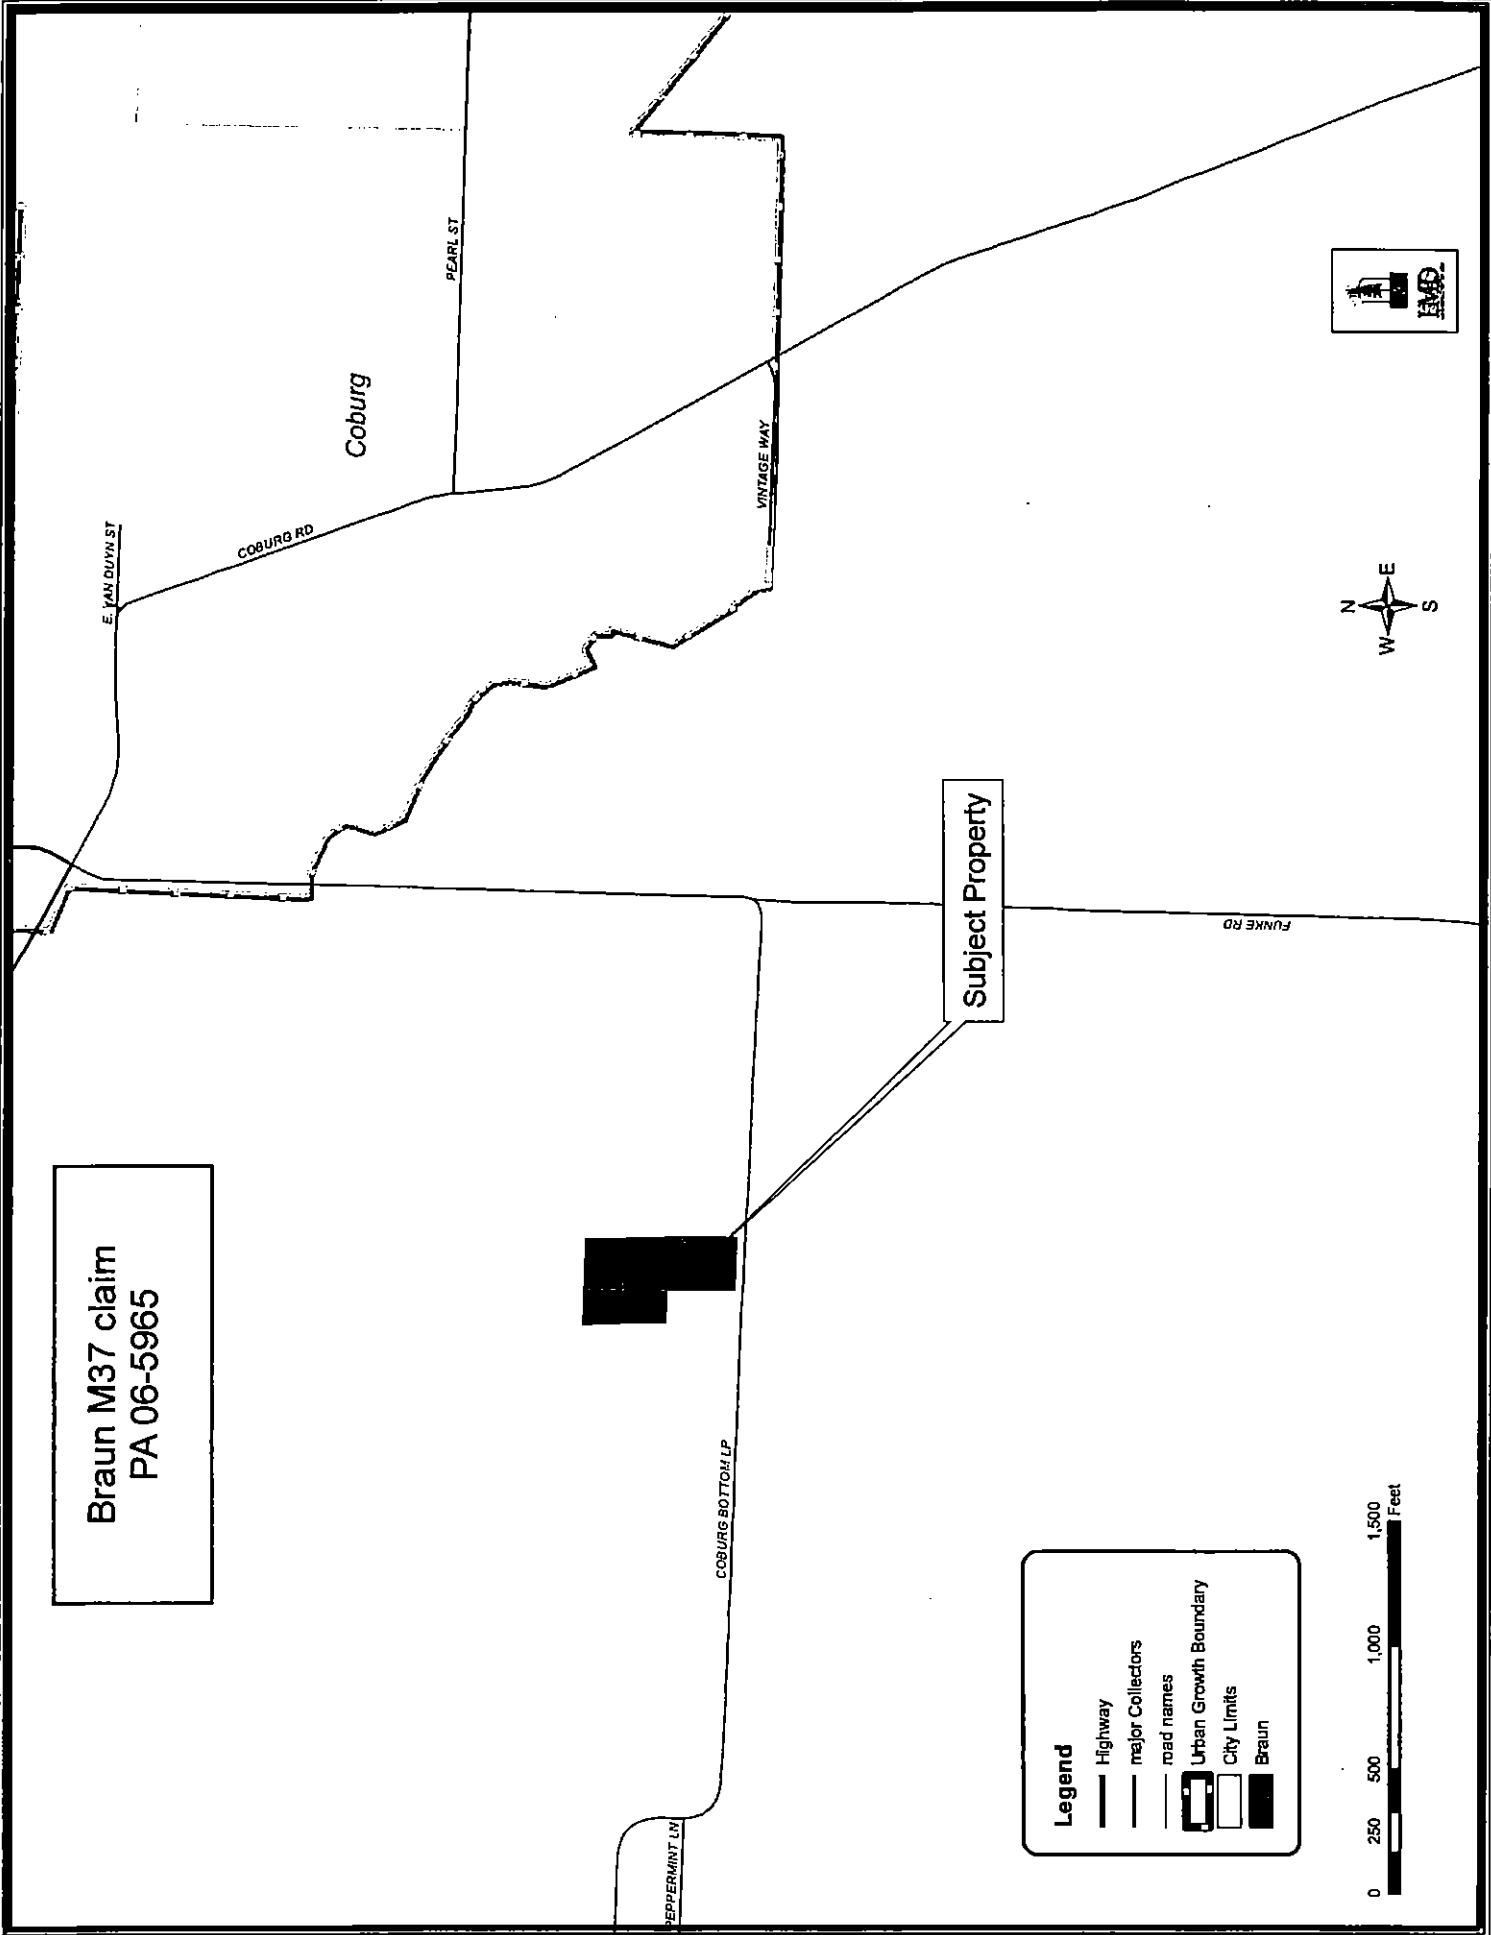 Braun M37 claim
PA 06-5965
E. VAN DUYN ST
COBURG RD
Coburg
PEARL ST
VINTAGE WAY
PEPPERMINT LN
COBURG BOTTOM LP
Subject Property
FUNKE RD
Legend
Highway
major Collectors
road names
Urban Growth Boundary
City Limits
Braun
0 250 500 1,000 1,500
Feet
N
W E
S